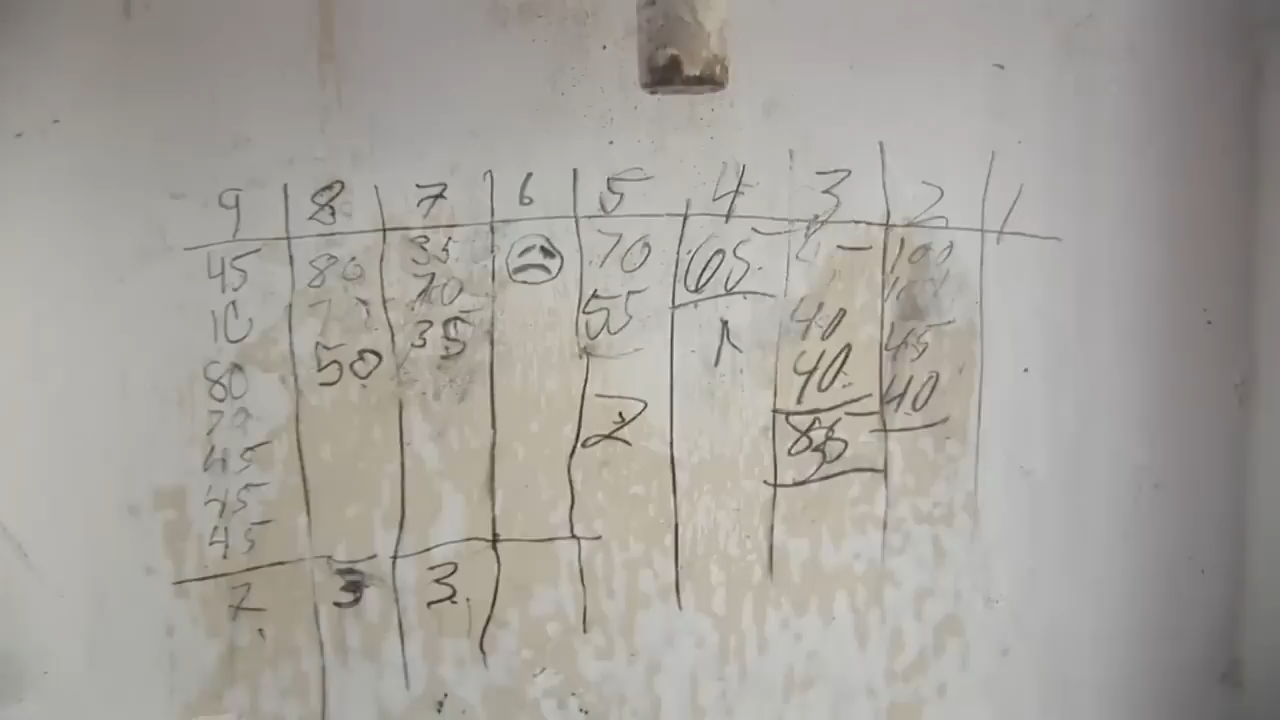 9 8 7 6 5 4 3 2 1
45 80 35 70 65 100
10 70 55
80 50 35 40 45
45 40 40
45 2 85
45
7 3 3